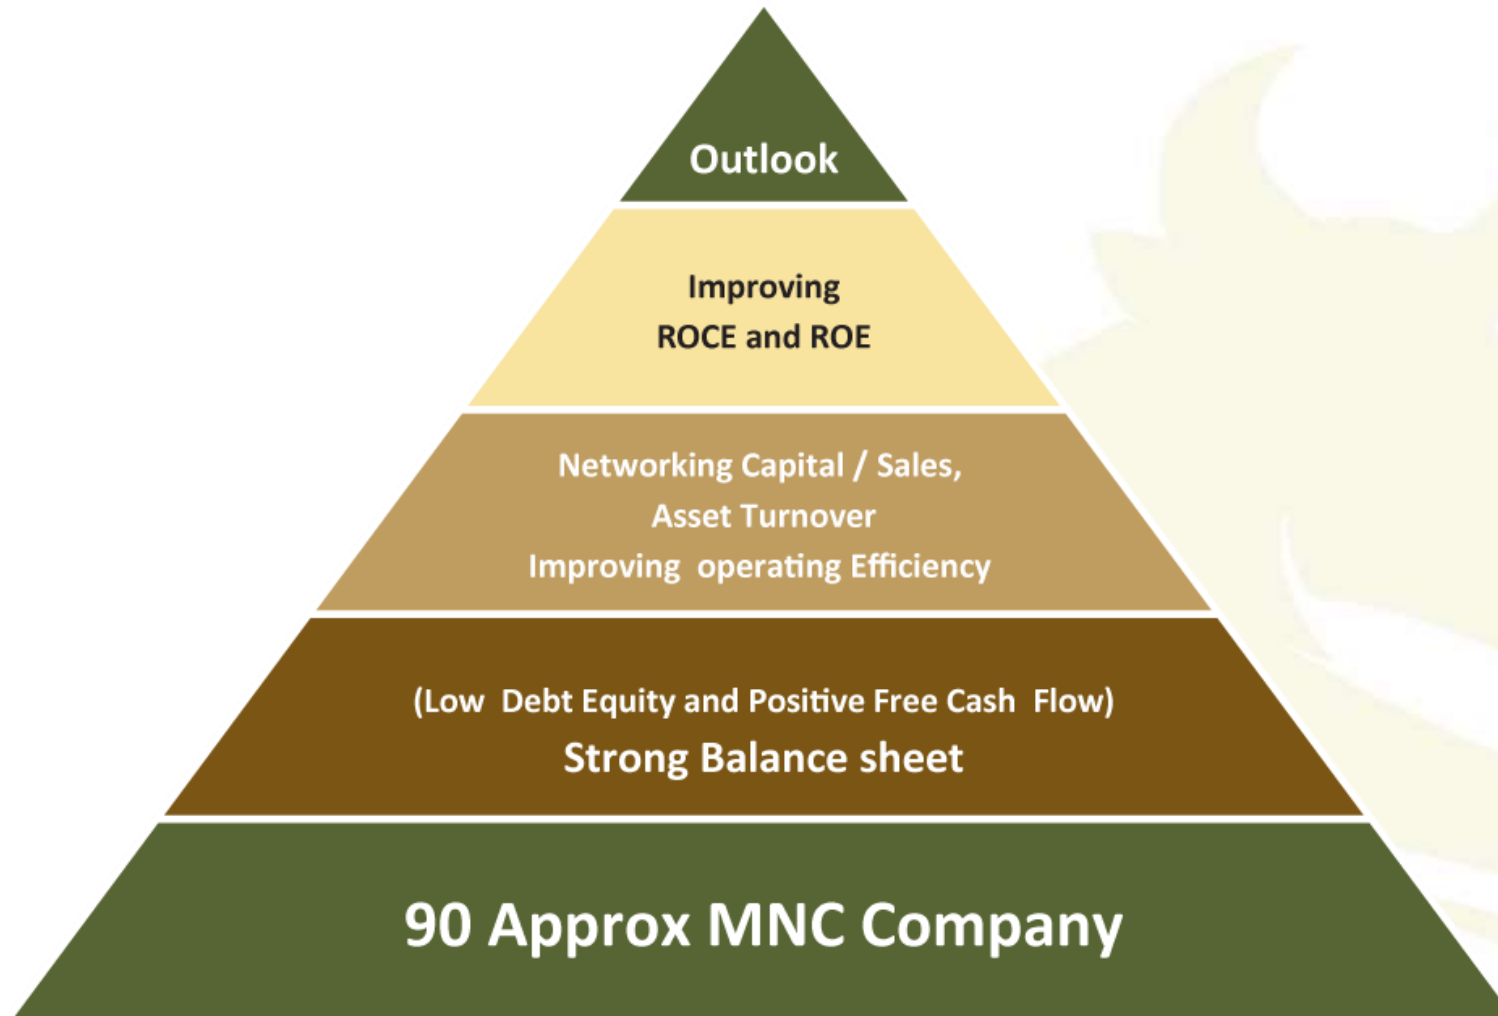 Outlook
Improving
ROCE and ROE
Networking Capital / Sales,
Asset Turnover
Improving operating Efficiency
(Low Debt Equity and Positive Free Cash Flow)
Strong Balance sheet
90 Approx MNC Company